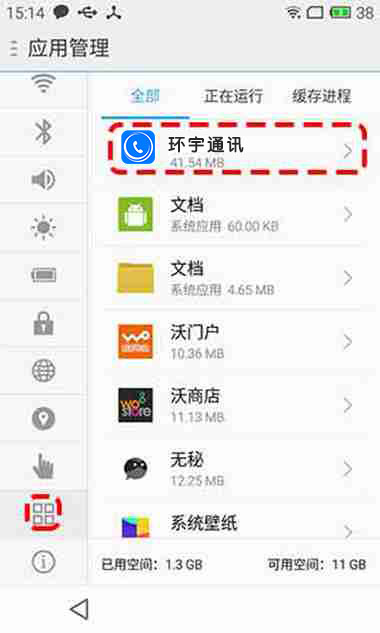 15:14
38
应用管理
全部
正在运行
缓存进程
环宇通讯
41.54 MB
文档
系统应用 60.00 KB
文档
系统应用 4.65 MB
沃门户
10.36 MB
wo
store
沃商店
11.13 MB
无秘
12.25 MB
系统壁纸
已用空间：1.3 GB
可用空间：11 GB